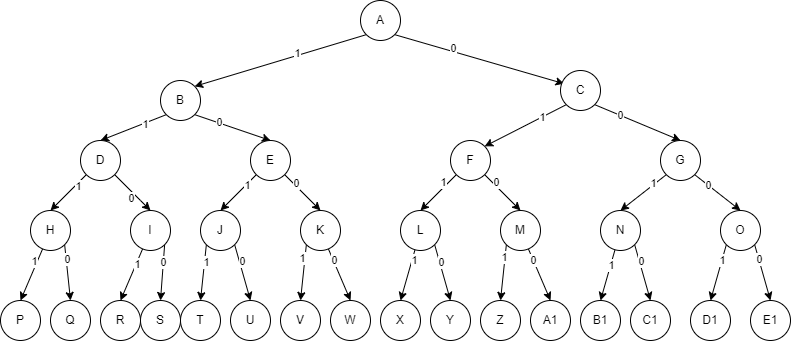 A
1 0
B C
1 0 1 0
D E F G
1 0 1 0 1 0 1 0
H I J K L M N O
1 0 1 0 1 0 1 0 1 0 1 0 1 0 1 0
P Q R S T U V W X Y Z A1 B1 C1 D1 E1